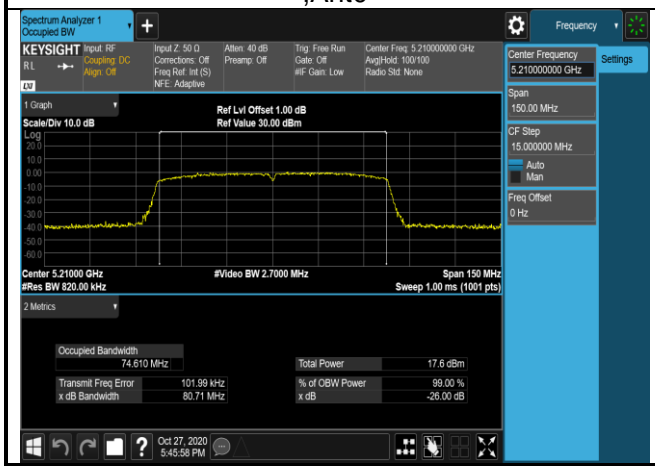 ,Ant0
Spectrum Analyzer 1
Occupied BW
Frequency
KEYSIGHT Input: RF Input Z: 50 Ω Atten: 40 dB Trig: Free Run Center Freq: 5.210000000 GHz
R L Coupling: DC Corrections: Off Preamp: Off Gate: Off Avg|Hold: 100/100
Align: Off Freq Ref: Int (S) #IF Gain: Low Radio Std: None
LXI NFE: Adaptive
Center Frequency
5.210000000 GHz
Settings
Span
150.00 MHz
CF Step
15.000000 MHz
Auto
Man
Freq Offset
0 Hz
1 Graph
Ref Lvl Offset 1.00 dB
Scale/Div 10.0 dB Ref Value 30.00 dBm
Log
20.0
10.0
0.00
-10.0
-20.0
-30.0
-40.0
-50.0
-60.0
Center 5.21000 GHz #Video BW 2.7000 MHz Span 150 MHz
#Res BW 820.00 kHz Sweep 1.00 ms (1001 pts)
2 Metrics
Occupied Bandwidth
74.610 MHz Total Power 17.6 dBm
Transmit Freq Error 101.99 kHz % of OBW Power 99.00 %
x dB Bandwidth 80.71 MHz x dB -26.00 dB
Oct 27, 2020
5:45:58 PM